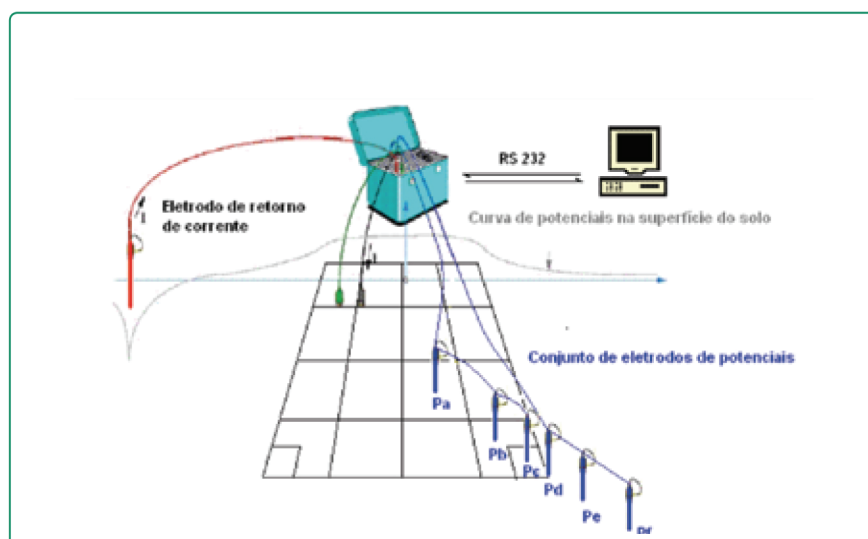 RS 232
Eletrodo de retorno
de corrente
I
Curva de potenciais na superfície do solo
I
Conjunto de eletrodos de potenciais
Pa
Pb
Pc
Pd
Pe